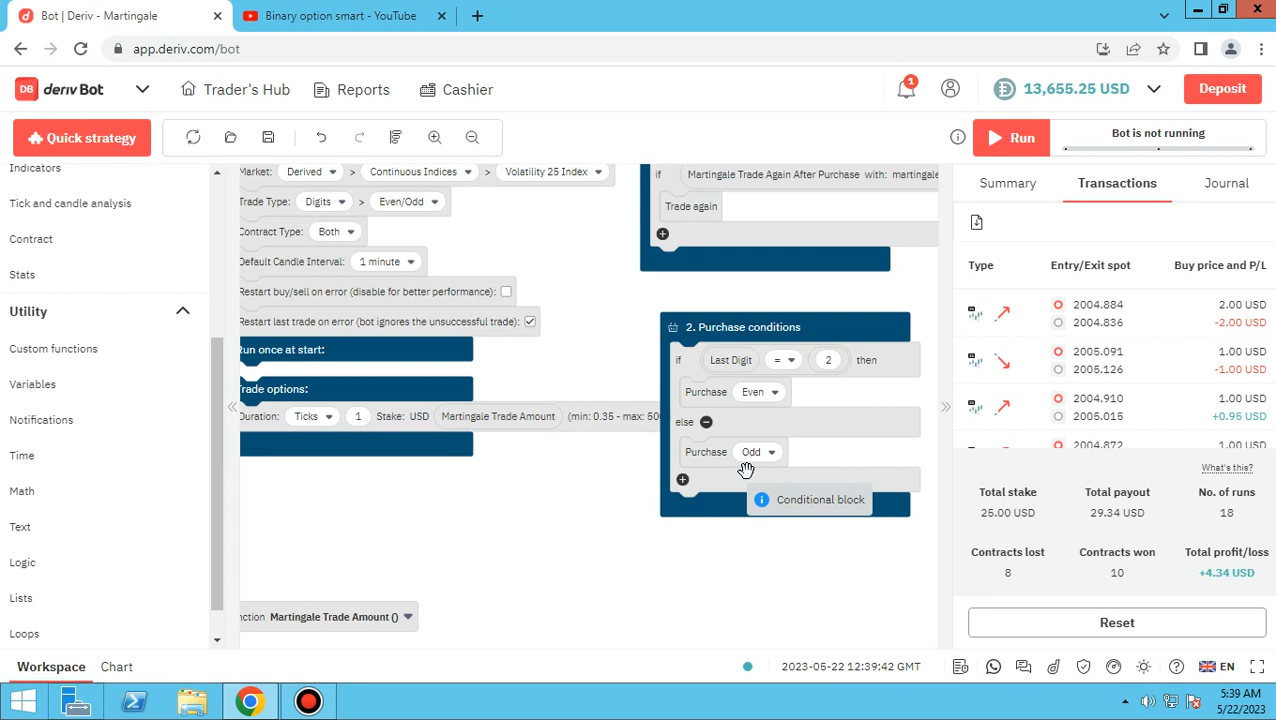 Bot | Deriv - Martingale
Binary option smart - YouTube
app.deriv.com/bot
DB deriv Bot
Trader's Hub
Reports
Cashier
1
13,655.25 USD
Deposit
Quick strategy
Run
Bot is not running
Indicators
Tick and candle analysis
Contract
Stats
Utility
Custom functions
Variables
Notifications
Time
Math
Text
Logic
Lists
Loops
Market: Derived > Continuous Indices > Volatility 25 Index
Trade Type: Digits > Even/Odd
Contract Type: Both
Default Candle Interval: 1 minute
Restart buy/sell on error (disable for better performance):
Restart last trade on error (bot ignores the unsuccessful trade):
Run once at start:
Trade options:
Duration: Ticks 1 Stake: USD Martingale Trade Amount (min: 0.35 - max: 50
nction Martingale Trade Amount ()
if Martingale Trade Again After Purchase with: martingale
Trade again
2. Purchase conditions
if Last Digit = 2 then
Purchase Even
else
Purchase Odd
Conditional block
Summary
Transactions
Journal
Type Entry/Exit spot Buy price and P/L
2004.884 2.00 USD
2004.836 -2.00 USD
2005.091 1.00 USD
2005.126 -1.00 USD
2004.910 1.00 USD
2005.015 +0.95 USD
2004.872 1.00 USD
What's this?
Total stake Total payout No. of runs
25.00 USD 29.34 USD 18
Contracts lost Contracts won Total profit/loss
8 10 +4.34 USD
Reset
Workspace
Chart
2023-05-22 12:39:42 GMT
EN
5:39 AM
5/22/2023